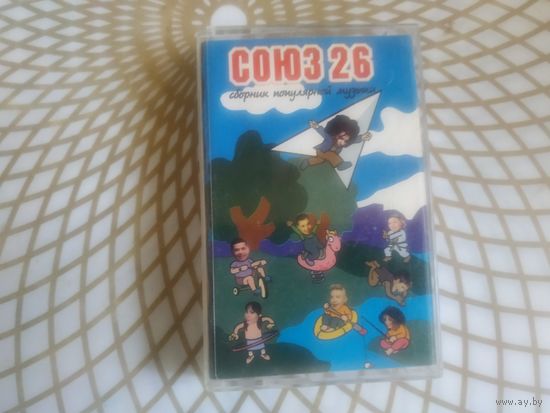 СОЮЗ 26
сборник популярной музыки
www.ay.by